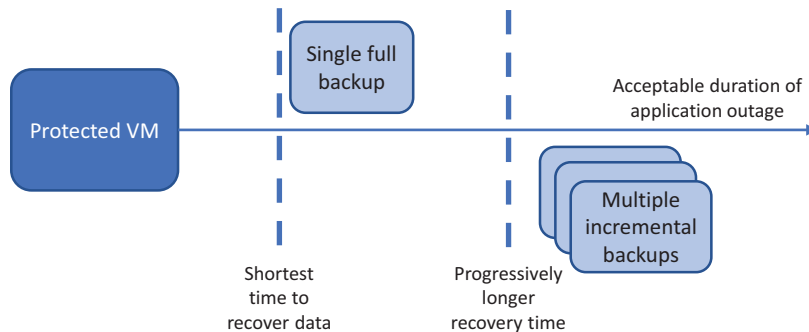 Single full
backup
Acceptable duration of
application outage
Protected VM
Multiple
incremental
backups
Shortest
time to
recover data
Progressively
longer
recovery time